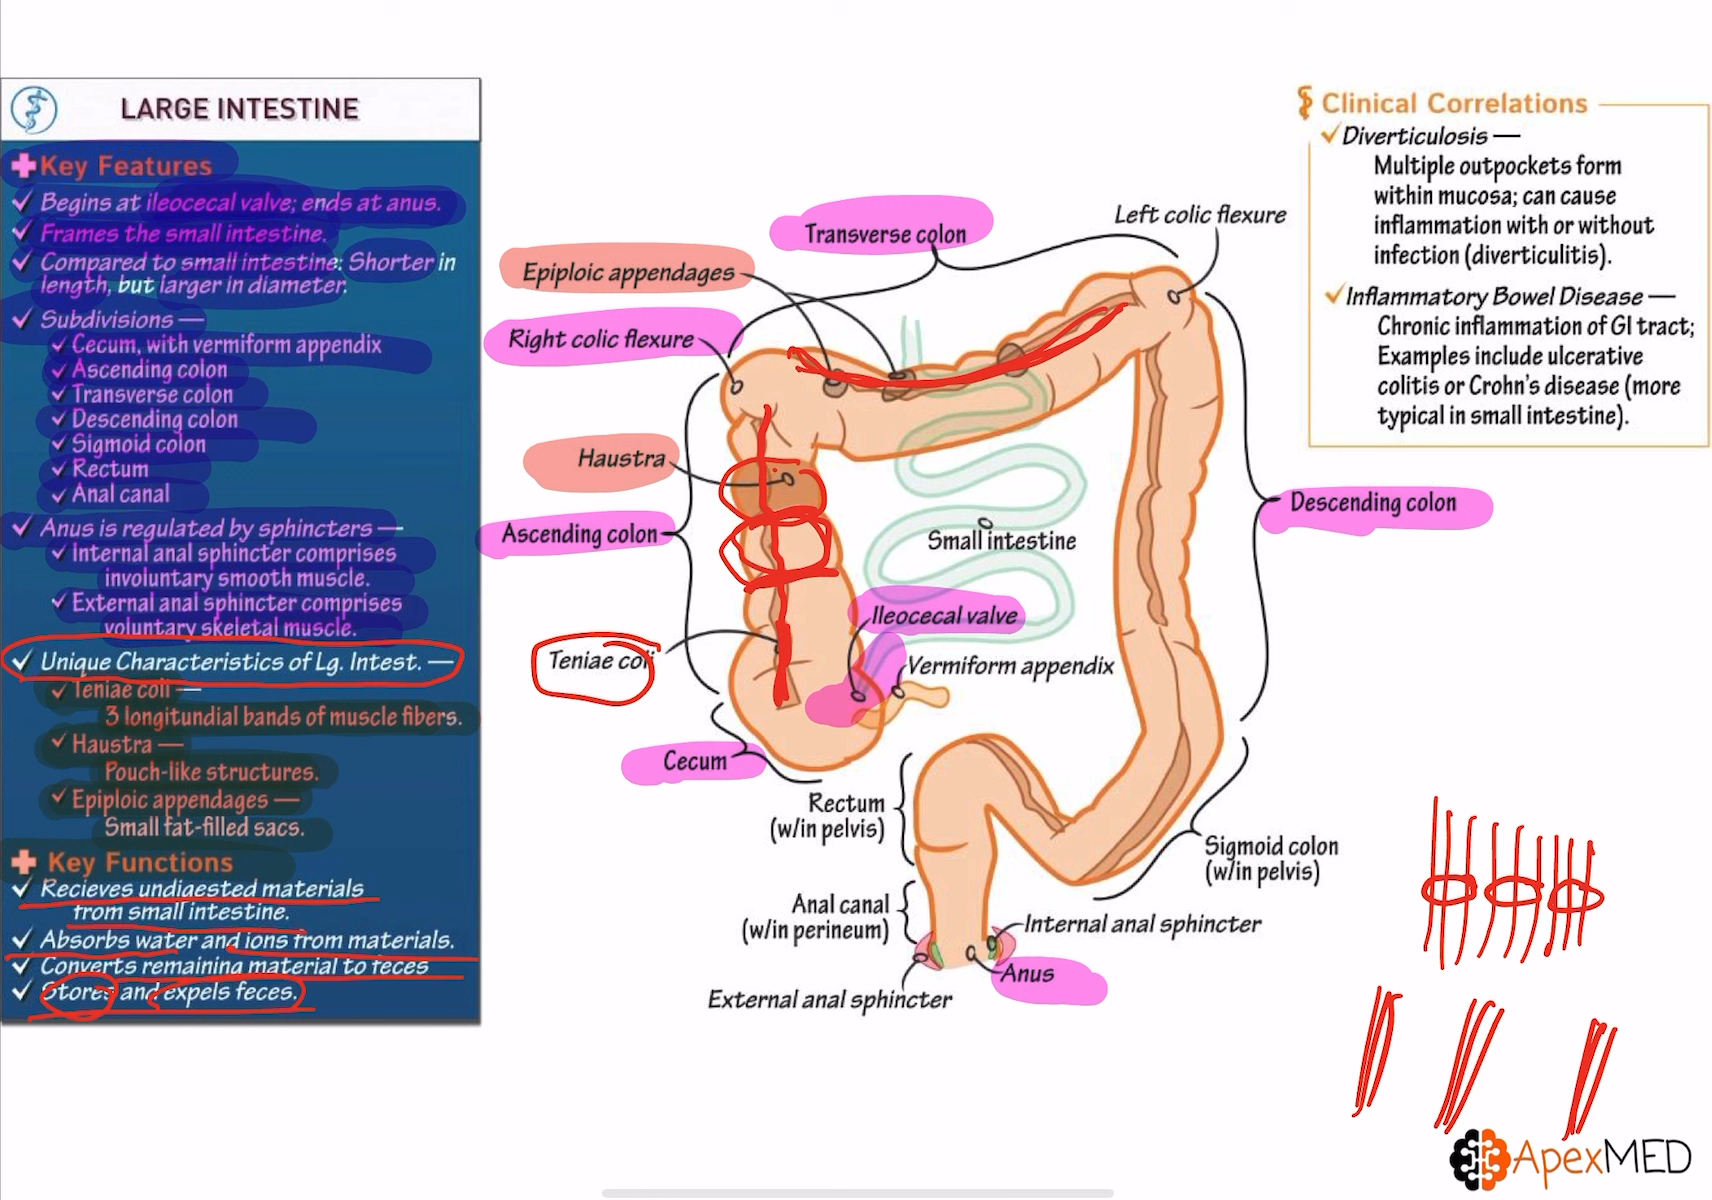 LARGE INTESTINE
Key Features
Begins at ileocecal valve; ends at anus.
Frames the small intestine.
Compared to small intestine: Shorter in
length, but larger in diameter.
Subdivisions —
Cecum, with vermiform appendix
Ascending colon
Transverse colon
Descending colon
Sigmoid colon
Rectum
Anal canal
Anus is regulated by sphincters —
Internal anal sphincter comprises
involuntary smooth muscle.
External anal sphincter comprises
voluntary skeletal muscle.
Unique Characteristics of Lg. Intest. —
Teniae coli —
3 longitundial bands of muscle fibers.
Haustra —
Pouch-like structures.
Epiploic appendages —
Small fat-filled sacs.
Key Functions
Recieves undigested materials
from small intestine.
Absorbs water and ions from materials.
Converts remaining material to feces
Stores and expels feces.
Transverse colon
Left colic flexure
Epiploic appendages
Right colic flexure
Haustra
Ascending colon
Descending colon
Small intestine
Ileocecal valve
Teniae coli
Vermiform appendix
Cecum
Rectum
(w/in pelvis)
Sigmoid colon
(w/in pelvis)
Anal canal
(w/in perineum)
Internal anal sphincter
Anus
External anal sphincter
Clinical Correlations
Diverticulosis —
Multiple outpockets form
within mucosa; can cause
inflammation with or without
infection (diverticulitis).
Inflammatory Bowel Disease —
Chronic inflammation of GI tract;
Examples include ulcerative
colitis or Crohn's disease (more
typical in small intestine).
ApexMED